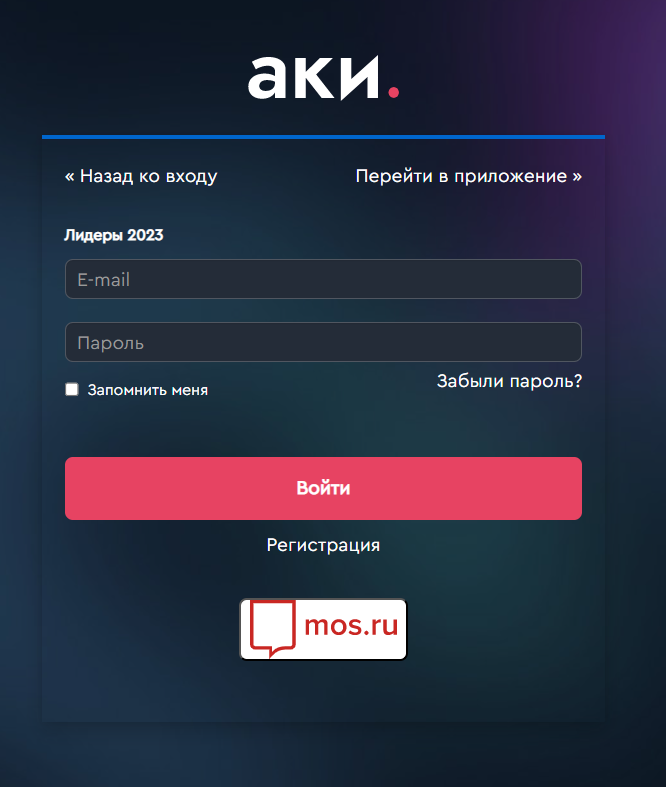 аки.
« Назад ко входу
Перейти в приложение »
Лидеры 2023
E-mail
Пароль
Запомнить меня
Забыли пароль?
Войти
Регистрация
mos.ru